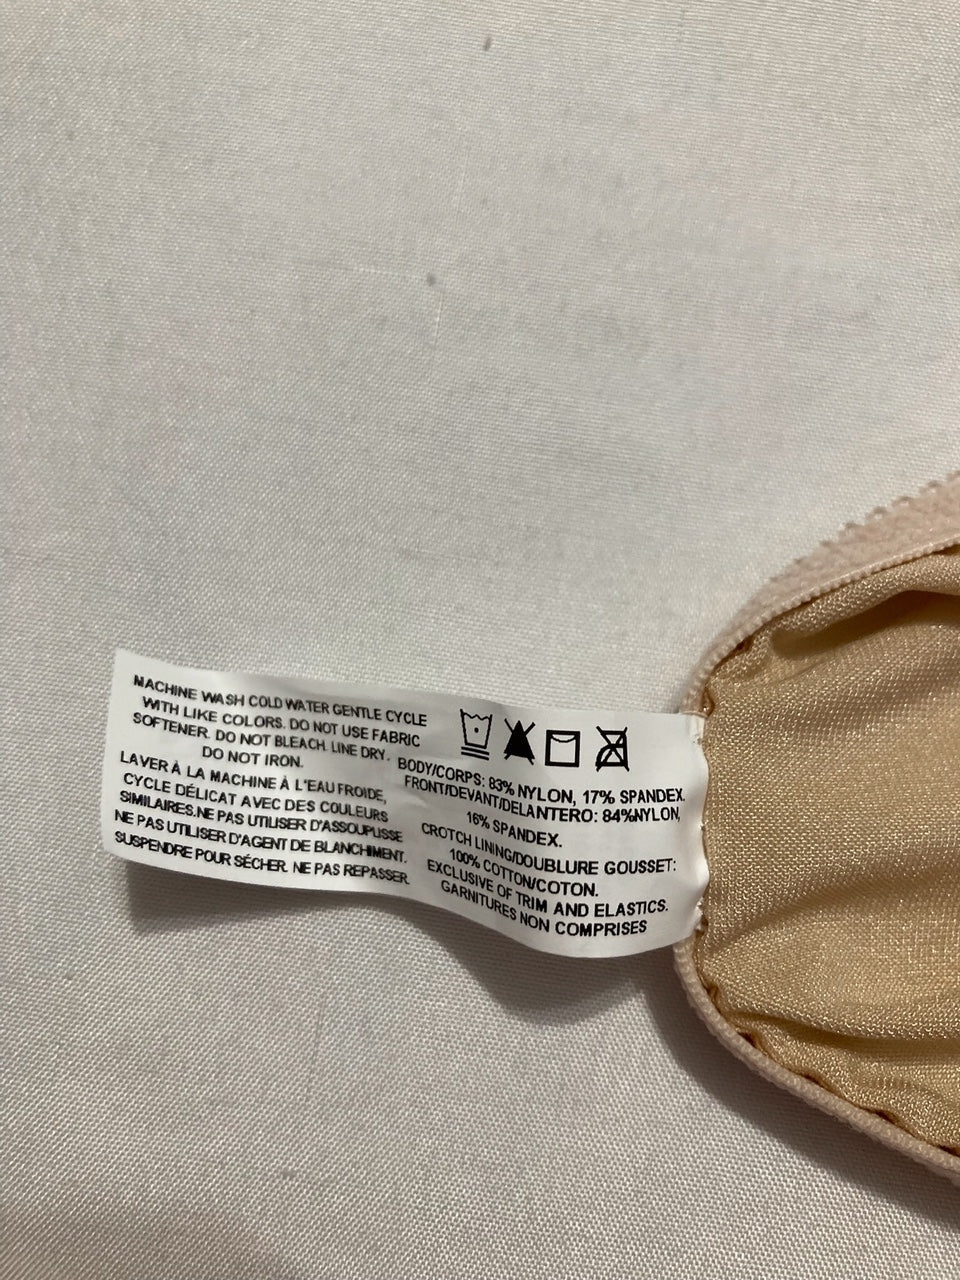 MACHINE WASH COLD WATER GENTLE CYCLE
WITH LIKE COLORS. DO NOT USE FABRIC
SOFTENER. DO NOT BLEACH. LINE DRY.
DO NOT IRON.
LAVER À LA MACHINE À L'EAU FROIDE,
CYCLE DÉLICAT AVEC DES COULEURS
SIMILAIRES.NE PAS UTILISER D'ASSOUPLISSE
NE PAS UTILISER D'AGENT DE BLANCHIMENT.
SUSPENDRE POUR SÉCHER. NE PAS REPASSER.
BODY/CORPS: 83% NYLON, 17% SPANDEX.
FRONT/DEVANT/DELANTERO: 84%NYLON,
16% SPANDEX.
CROTCH LINING/DOUBLURE GOUSSET:
100% COTTON/COTON.
EXCLUSIVE OF TRIM AND ELASTICS.
GARNITURES NON COMPRISES